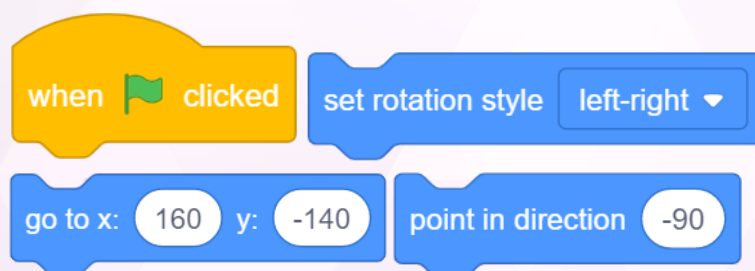 when clicked set rotation style left-right
go to x: 160 y: -140 point in direction -90